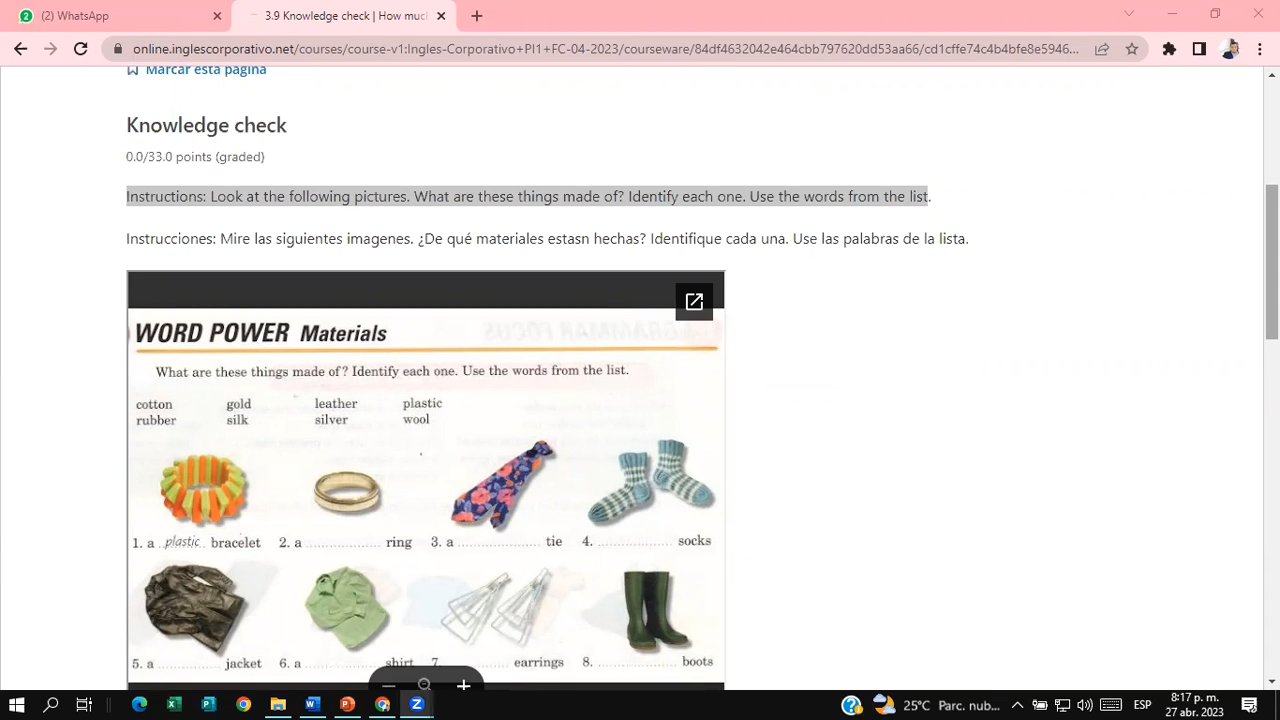 2 (2) WhatsApp
3.9 Knowledge check | How much
online.inglescorporativo.net/courses/course-v1:Ingles-Corporativo+PI1+FC-04-2023/courseware/84df4632042e464cbb797620dd53aa66/cd1cffe74c4b4bfe8e5946...
Marcar esta página
Knowledge check
0.0/33.0 points (graded)
Instructions: Look at the following pictures. What are these things made of? Identify each one. Use the words from the list.
Instrucciones: Mire las siguientes imagenes. ¿De qué materiales estasn hechas? Identifique cada una. Use las palabras de la lista.
WORD POWER Materials
What are these things made of? Identify each one. Use the words from the list.
cotton gold leather plastic
rubber silk silver wool
1. a plastic bracelet 2. a ............... ring 3. a ............... tie 4. ............... socks
5. a ............... jacket 6. a ............... shirt 7. ............... earrings 8. ............... boots
25°C Parc. nub... ESP 8:17 p. m.
27 abr. 2023